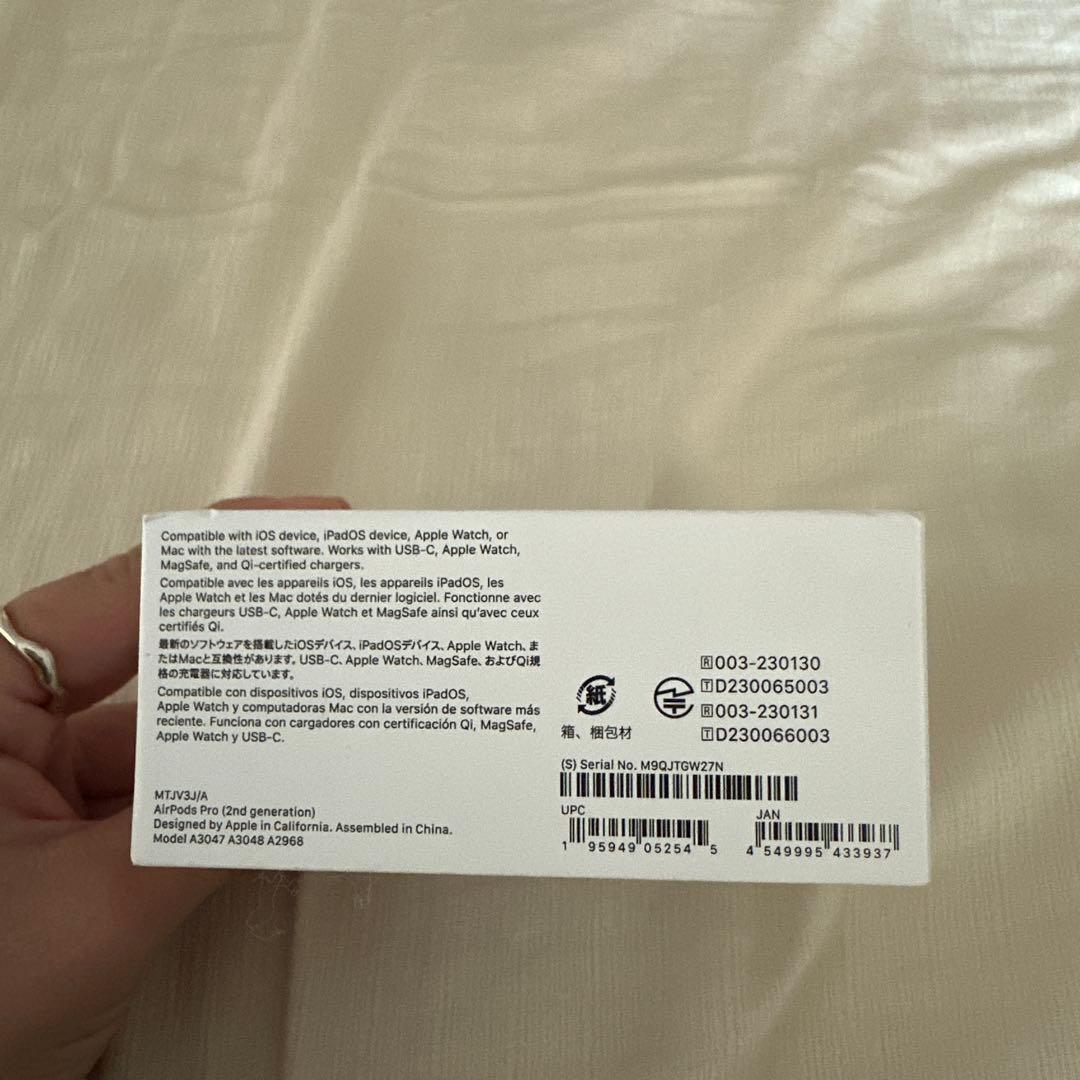 Compatible with iOS device, iPadOS device, Apple Watch, or
Mac with the latest software. Works with USB-C, Apple Watch,
MagSafe, and Qi-certified chargers.
Compatible avec les appareils iOS, les appareils iPadOS, les
Apple Watch et les Mac dotés du dernier logiciel. Fonctionne avec
les chargeurs USB-C, Apple Watch et MagSafe ainsi qu'avec ceux
certifiés Qi.
最新のソフトウェアを搭載したiOSデバイス、iPadOSデバイス、Apple Watch、ま
たはMacと互換性があります。USB-C、Apple Watch、MagSafe、およびQi規
格の充電器に対応しています。
Compatible con dispositivos iOS, dispositivos iPadOS,
Apple Watch y computadoras Mac con la versión de software más
reciente. Funciona con cargadores con certificación Qi, MagSafe,
Apple Watch y USB-C.
MTJV3J/A
AirPods Pro (2nd generation)
Designed by Apple in California. Assembled in China.
Model A3047 A3048 A2968
紙
箱、梱包材
R 003-230130
T D230065003
R 003-230131
T D230066003
(S) Serial No. M9QJTGW27N
UPC
1 95949 05254 5
JAN
4 549995 433937